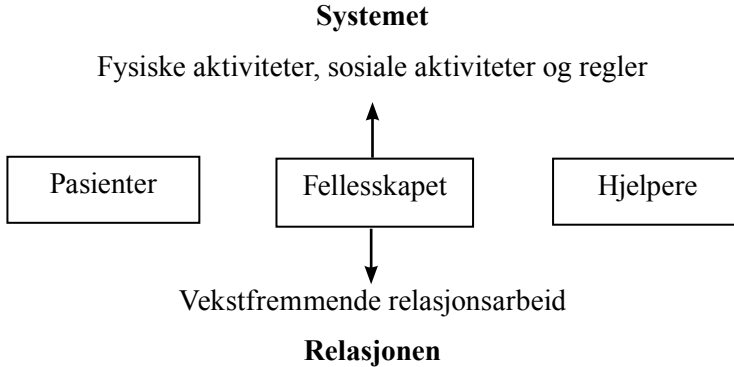 Systemet
Fysiske aktiviteter, sosiale aktiviteter og regler
Pasienter
Fellesskapet
Hjelpere
Vekstfremmende relasjonsarbeid
Relasjonen